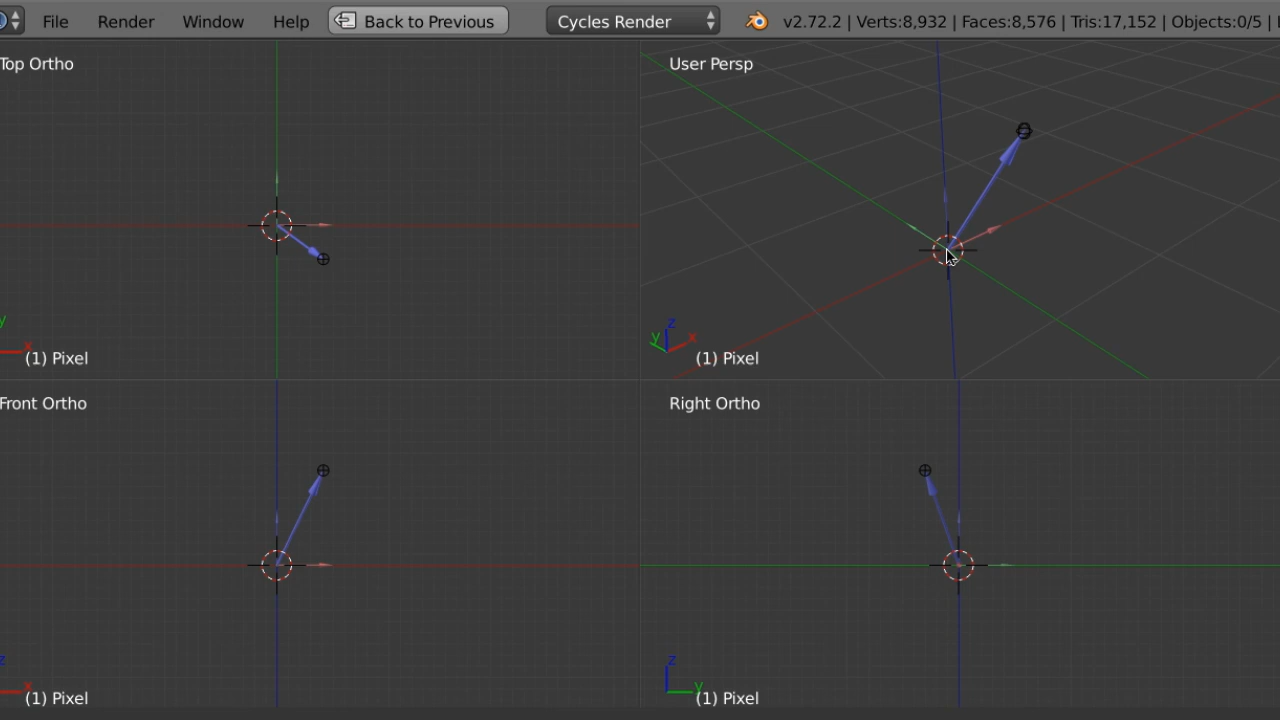 File Render Window Help Back to Previous Cycles Render v2.72.2 | Verts:8,932 | Faces:8,576 | Tris:17,152 | Objects:0/5 |
Top Ortho
User Persp
y
x
(1) Pixel
z
y
x
(1) Pixel
Front Ortho
Right Ortho
z
x
(1) Pixel
z
y
(1) Pixel